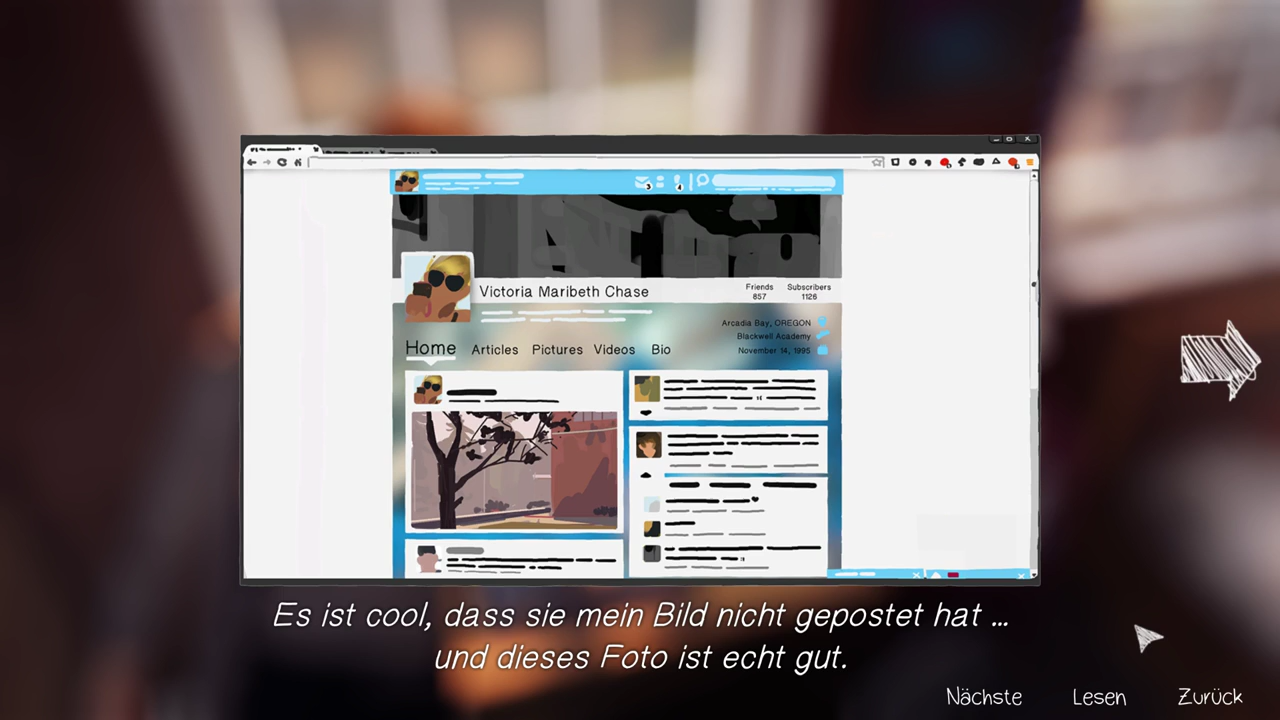 3
4
Victoria Maribeth Chase
Friends
857
Subscribers
1126
Arcadia Bay, OREGON
Blackwell Academy
November 14, 1995
Home Articles Pictures Videos Bio
Es ist cool, dass sie mein Bild nicht gepostet hat ...
und dieses Foto ist echt gut.
Nächste Lesen Zurück